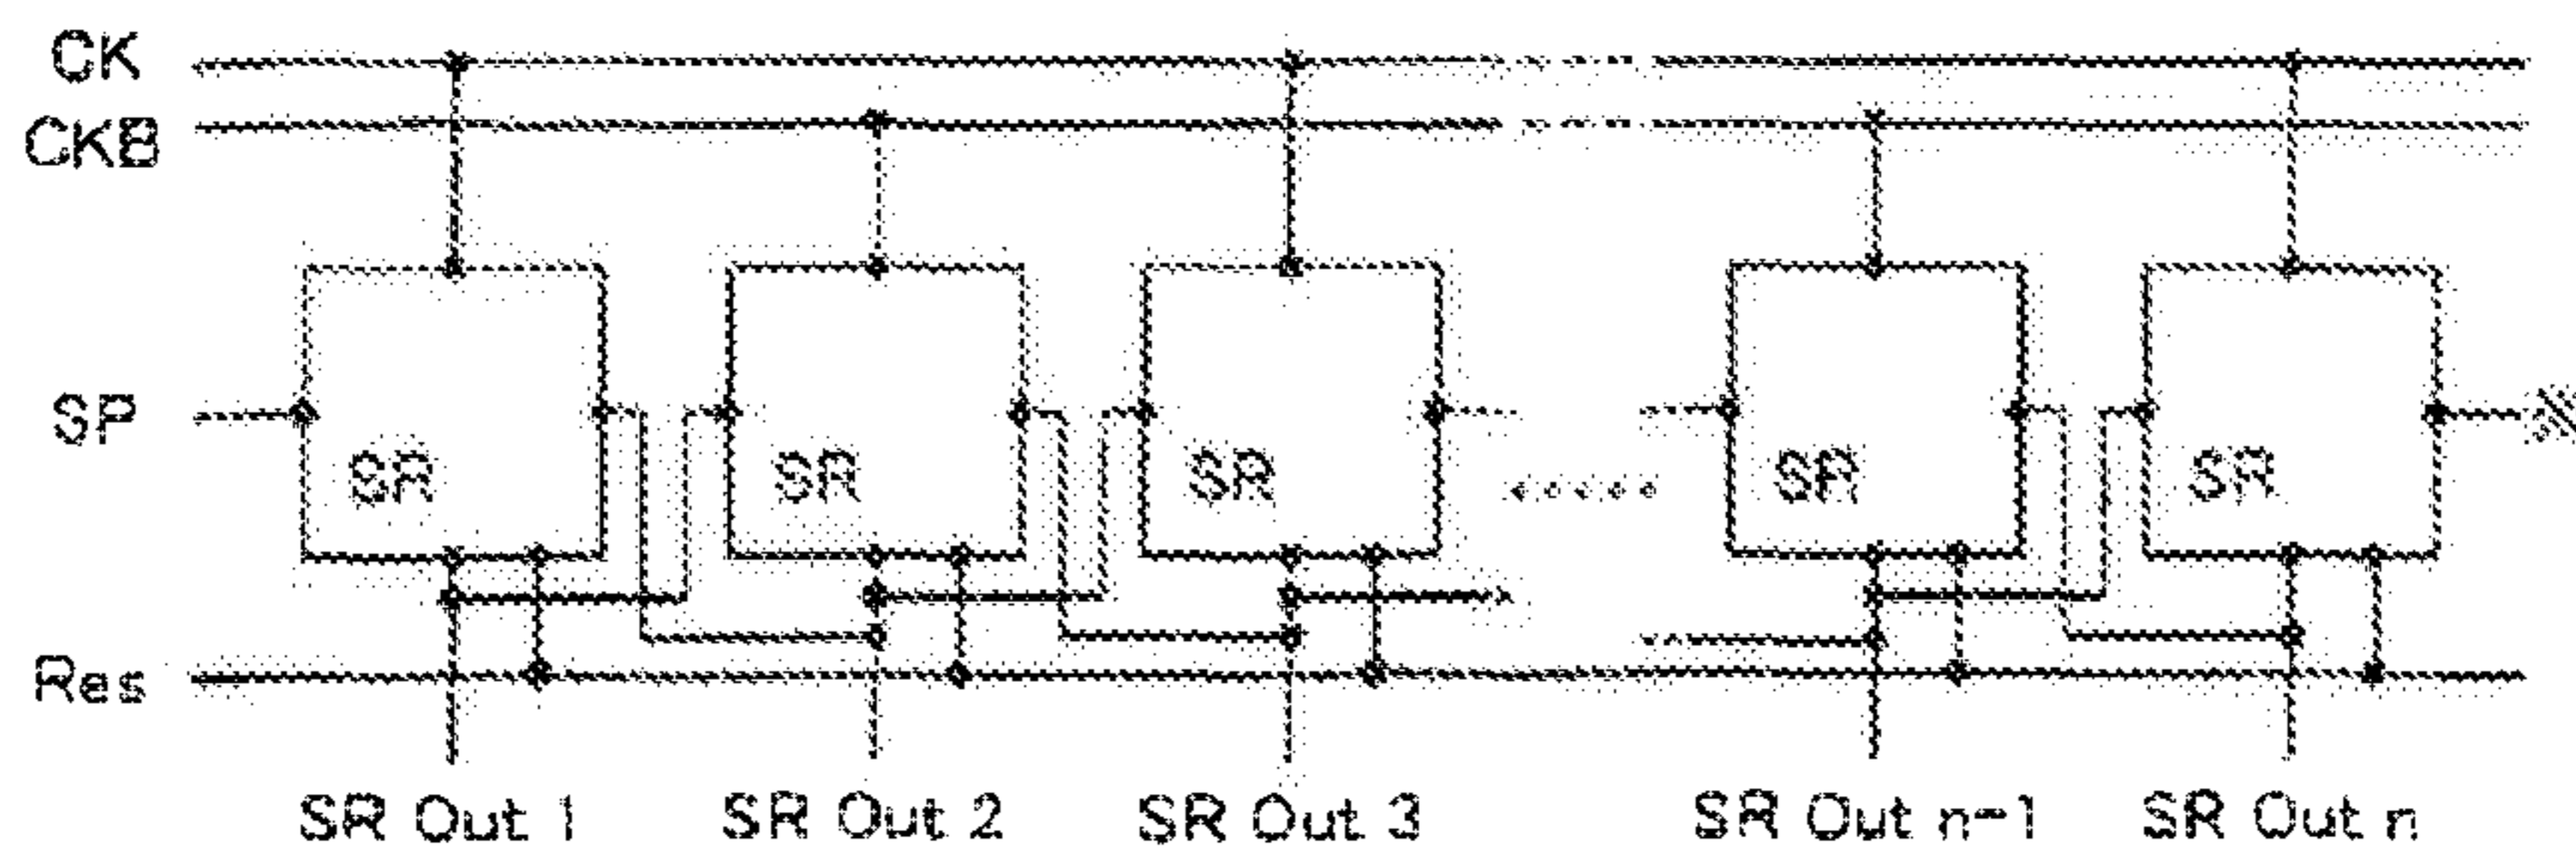 CK
CKB
SP
SR SR SR SR SR
Res
SR Out 1 SR Out 2 SR Out 3 SR Out n-1 SR Out n